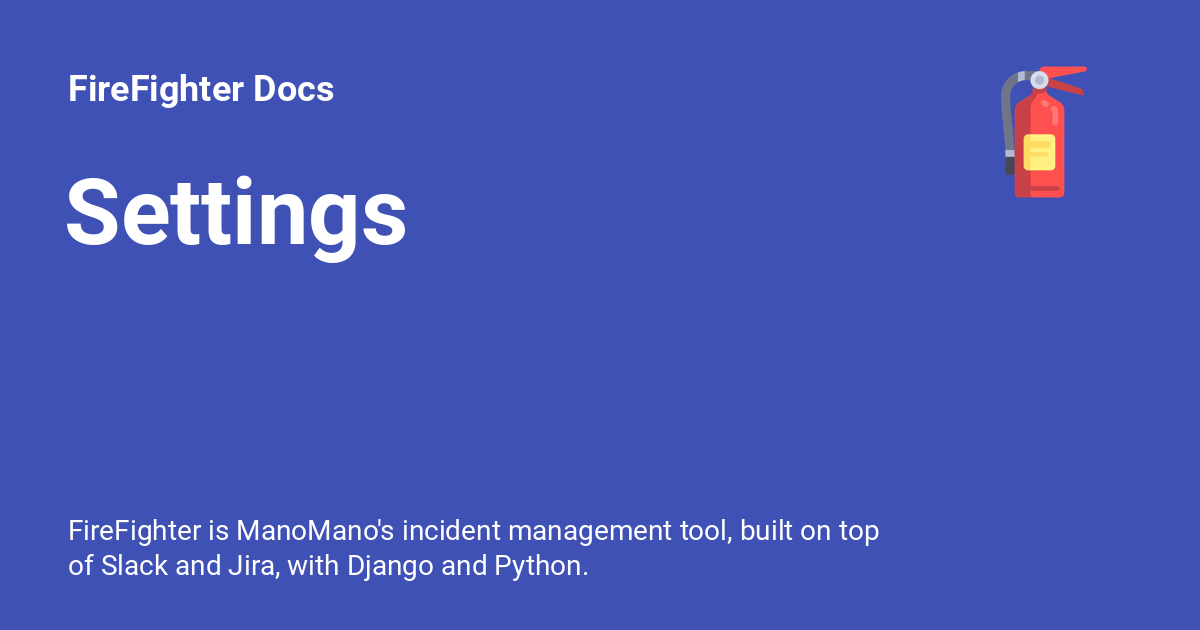 FireFighter Docs
Settings
FireFighter is ManoMano's incident management tool, built on top
of Slack and Jira, with Django and Python.